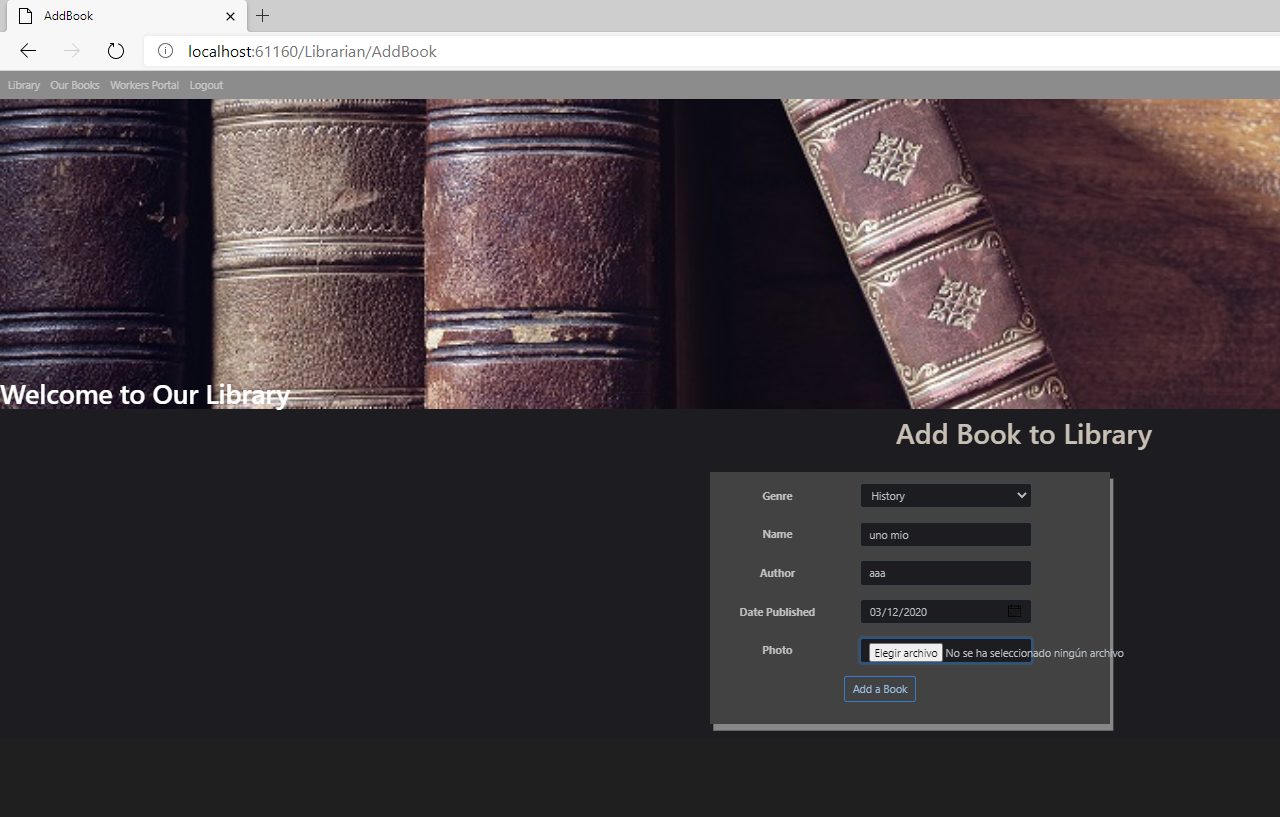 AddBook
localhost:61160/Librarian/AddBook
Library Our Books Workers Portal Logout
Welcome to Our Library
Add Book to Library
Genre History
Name uno mio
Author aaa
Date Published 03/12/2020
Photo Elegir archivo No se ha seleccionado ningún archivo
Add a Book